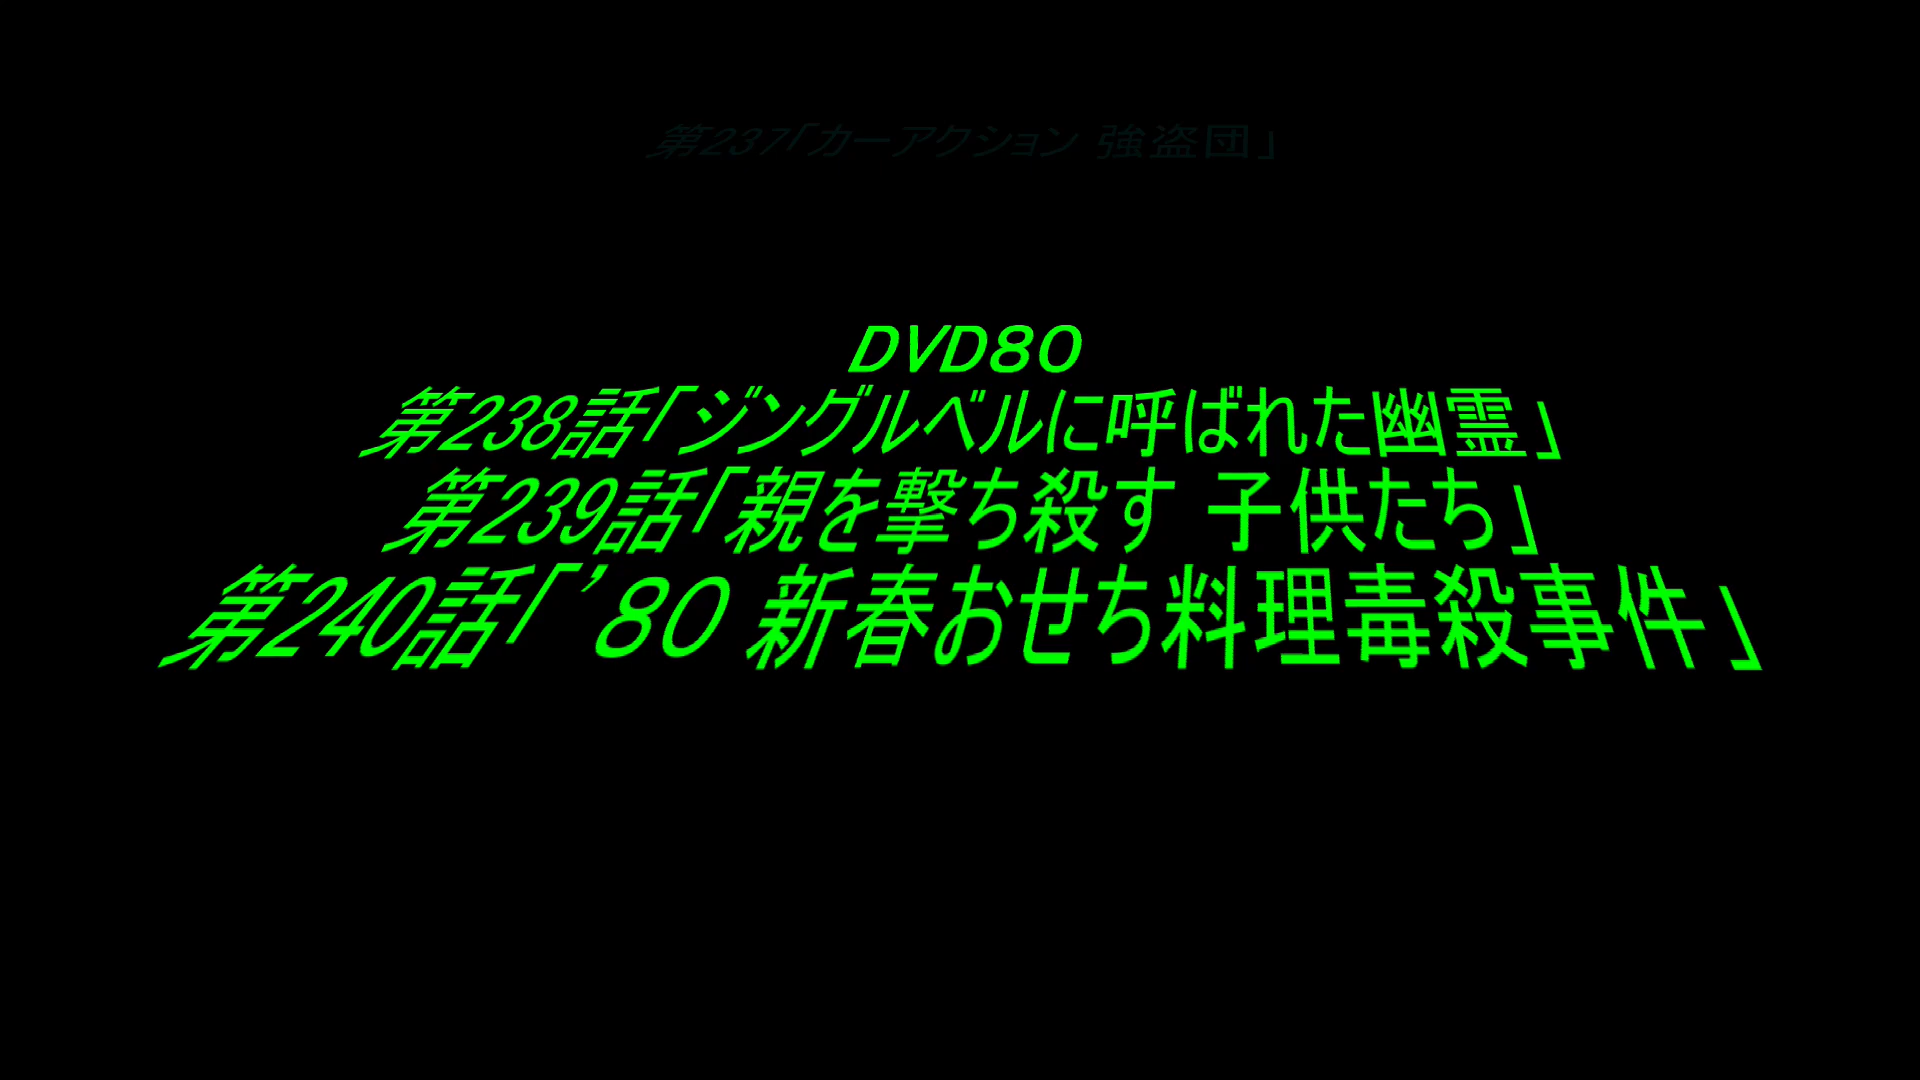 第237「カーアクション 強盗団」
DVD80
第238話「ジングルベルに呼ばれた幽霊」
第239話「親を撃ち殺す 子供たち」
第240話「’80 新春おせち料理毒殺事件」